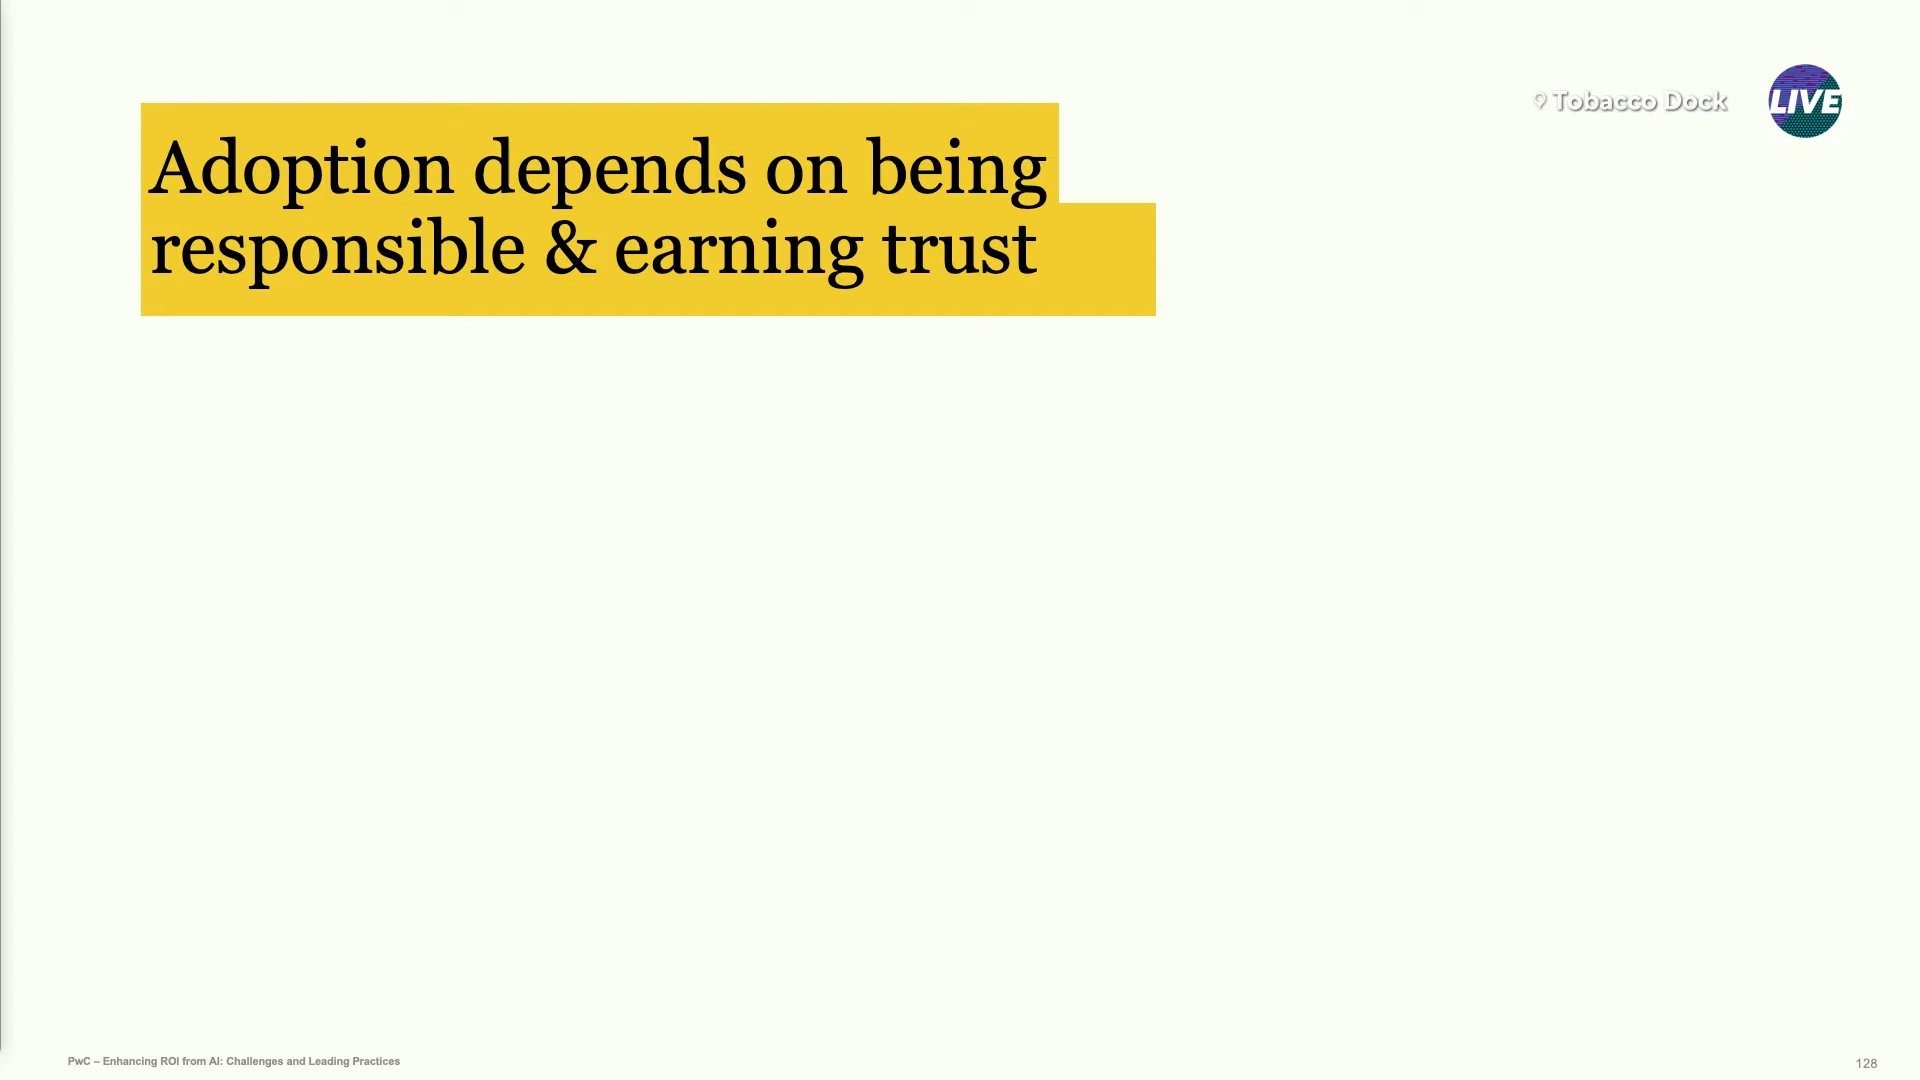 Tobacco Dock
LIVE
Adoption depends on being
responsible & earning trust
PwC – Enhancing ROI from AI: Challenges and Leading Practices
128